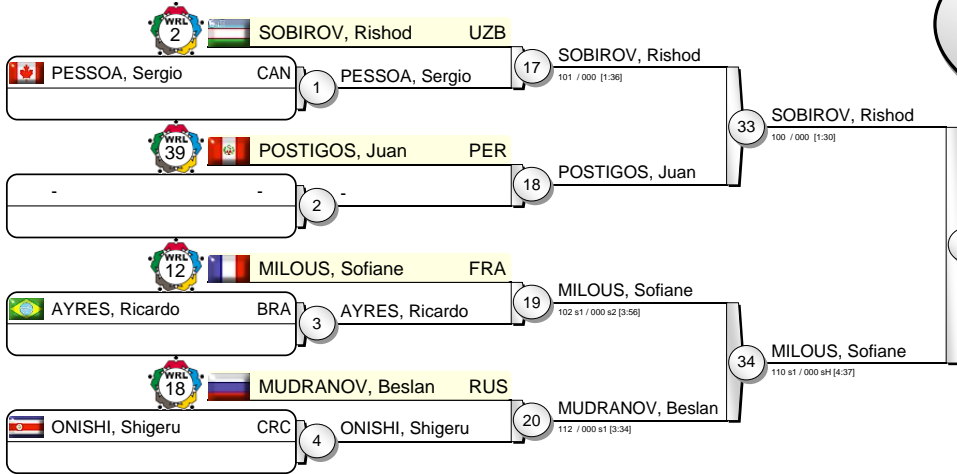 WRL
2
SOBIROV, Rishod UZB
PESSOA, Sergio CAN
1
PESSOA, Sergio
17
SOBIROV, Rishod
101 / 000 [1:36]
33
SOBIROV, Rishod
100 / 000 [1:30]
WRL
39
POSTIGOS, Juan PER
- -
2
-
18
POSTIGOS, Juan
WRL
12
MILOUS, Sofiane FRA
AYRES, Ricardo BRA
3
AYRES, Ricardo
19
MILOUS, Sofiane
102 s1 / 000 s2 [3:56]
34
MILOUS, Sofiane
110 s1 / 000 sH [4:37]
WRL
18
MUDRANOV, Beslan RUS
ONISHI, Shigeru CRC
4
ONISHI, Shigeru
20
MUDRANOV, Beslan
112 / 000 s1 [3:34]